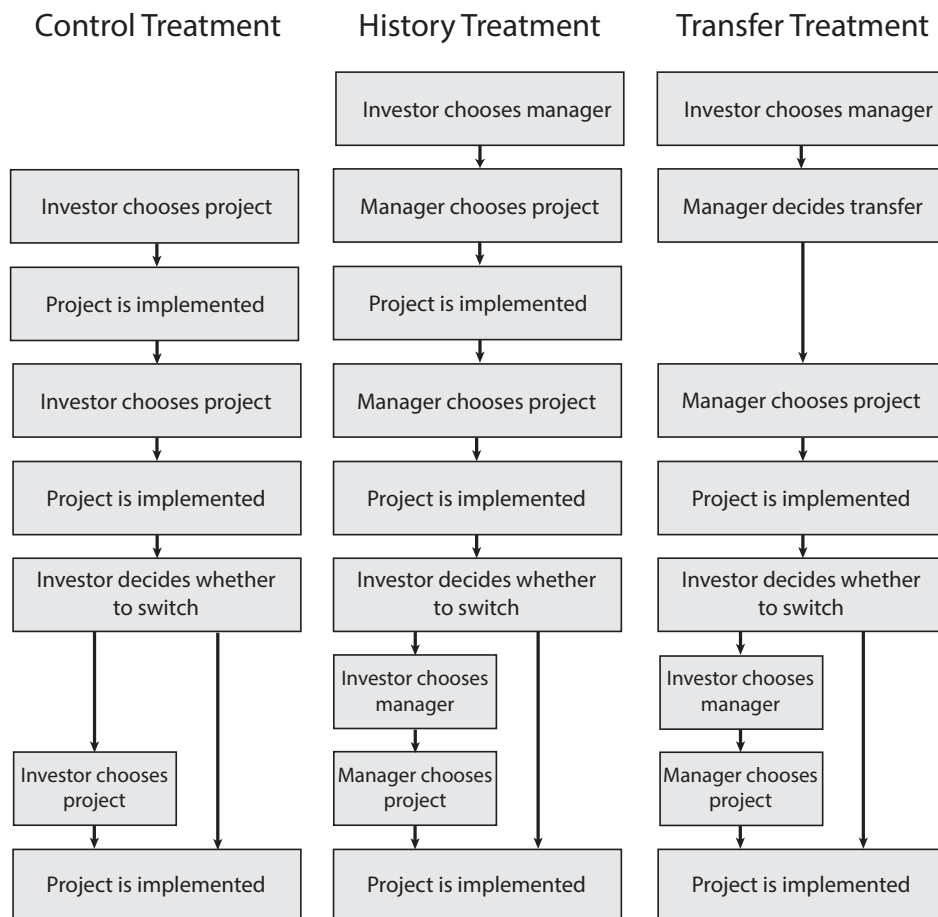 Control Treatment
Investor chooses project
Project is implemented
Investor chooses project
Project is implemented
Investor decides whether
to switch
Investor chooses
project
Project is implemented
History Treatment
Investor chooses manager
Manager chooses project
Project is implemented
Manager chooses project
Project is implemented
Investor decides whether
to switch
Investor chooses
manager
Manager chooses
project
Project is implemented
Transfer Treatment
Investor chooses manager
Manager decides transfer
Manager chooses project
Project is implemented
Investor decides whether
to switch
Investor chooses
manager
Manager chooses
project
Project is implemented